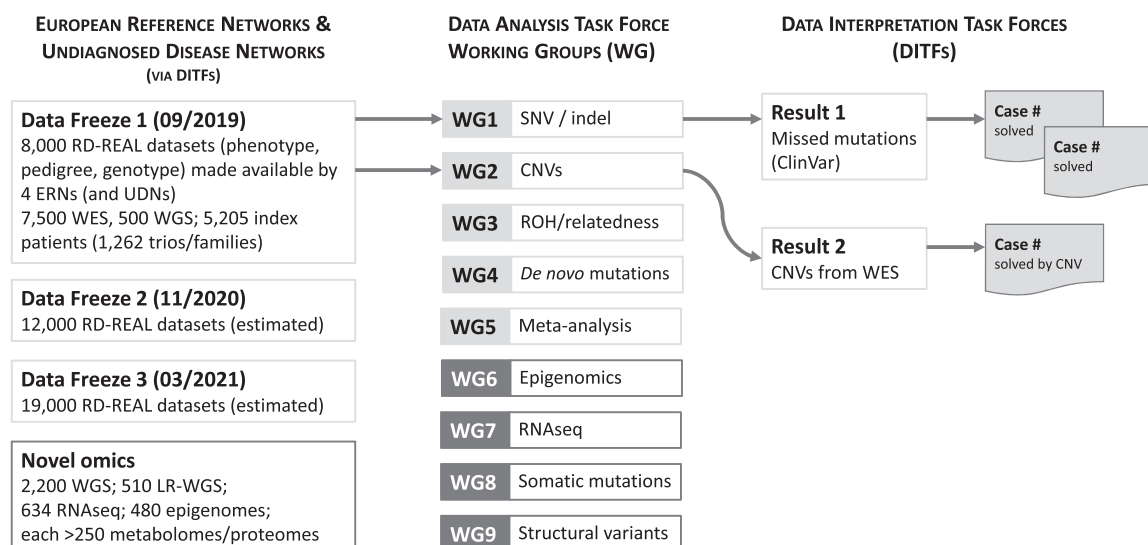 EUROPEAN REFERENCE NETWORKS &
UNDIAGNOSED DISEASE NETWORKS
(VIA DITFS)
Data Freeze 1 (09/2019)
8,000 RD-REAL datasets (phenotype,
pedigree, genotype) made available by
4 ERNs (and UDNs)
7,500 WES, 500 WGS; 5,205 index
patients (1,262 trios/families)
Data Freeze 2 (11/2020)
12,000 RD-REAL datasets (estimated)
Data Freeze 3 (03/2021)
19,000 RD-REAL datasets (estimated)
Novel omics
2,200 WGS; 510 LR-WGS;
634 RNAseq; 480 epigenomes;
each >250 metabolomes/proteomes
DATA ANALYSIS TASK FORCE
WORKING GROUPS (WG)
WG1 SNV / indel
WG2 CNVs
WG3 ROH/relatedness
WG4 De novo mutations
WG5 Meta-analysis
WG6 Epigenomics
WG7 RNAseq
WG8 Somatic mutations
WG9 Structural variants
DATA INTERPRETATION TASK FORCES
(DITFS)
Result 1
Missed mutations
(ClinVar)
Case #
solved
Case #
solved
Result 2
CNVs from WES
Case #
solved by CNV